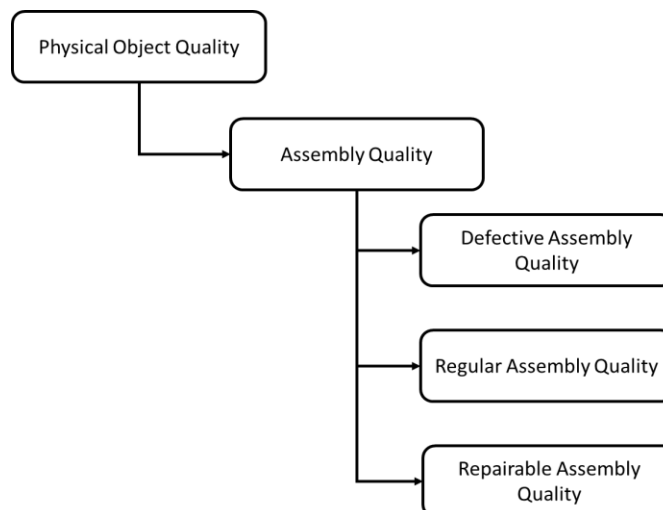 Physical Object Quality
Assembly Quality
Defective Assembly
Quality
Regular Assembly Quality
Repairable Assembly
Quality